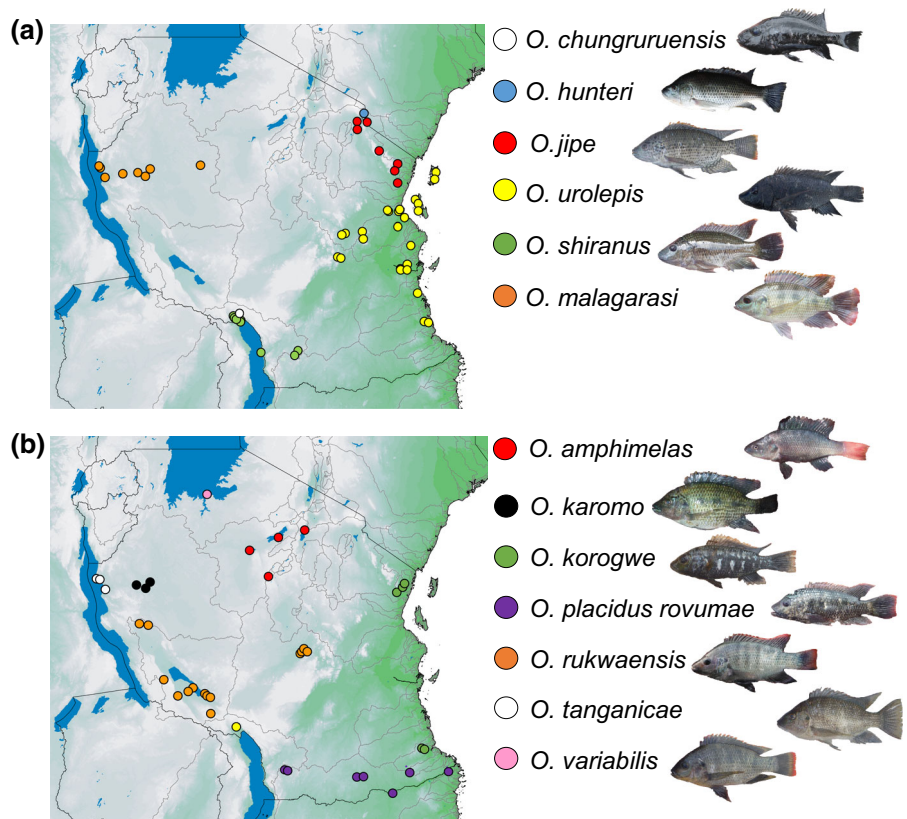 (a)
O. chungruruensis
O. hunteri
O. jipe
O. urolepis
O. shiranus
O. malagarasi
(b)
O. amphimelas
O. karomo
O. korogwe
O. placidus rovumae
O. rukwaensis
O. tanganicae
O. variabilis